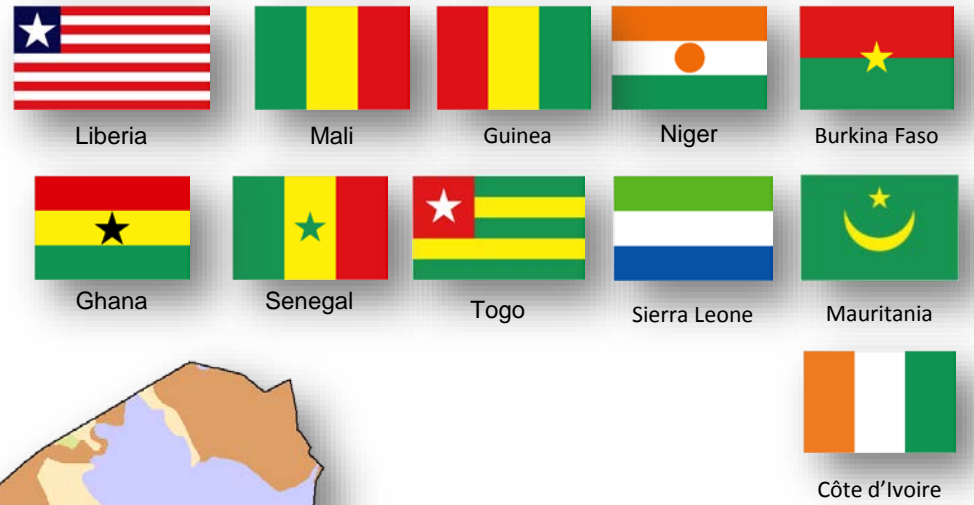 Liberia
Mali
Guinea
Niger
Burkina Faso
Ghana
Senegal
Togo
Sierra Leone
Mauritania
Côte d’Ivoire